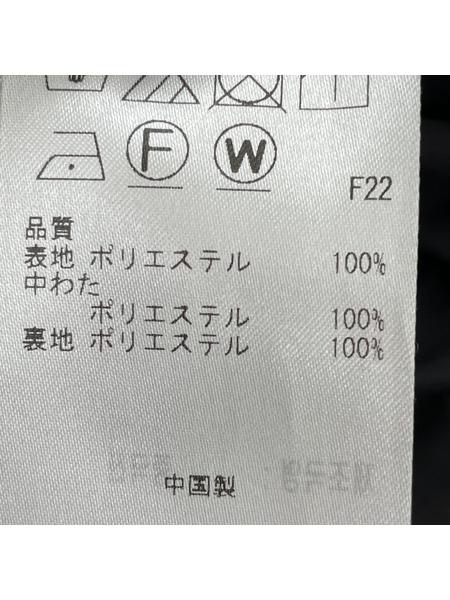 F W
F22
品質
表地 ポリエステル 100%
中わた
ポリエステル 100%
裏地 ポリエステル 100%
中国製